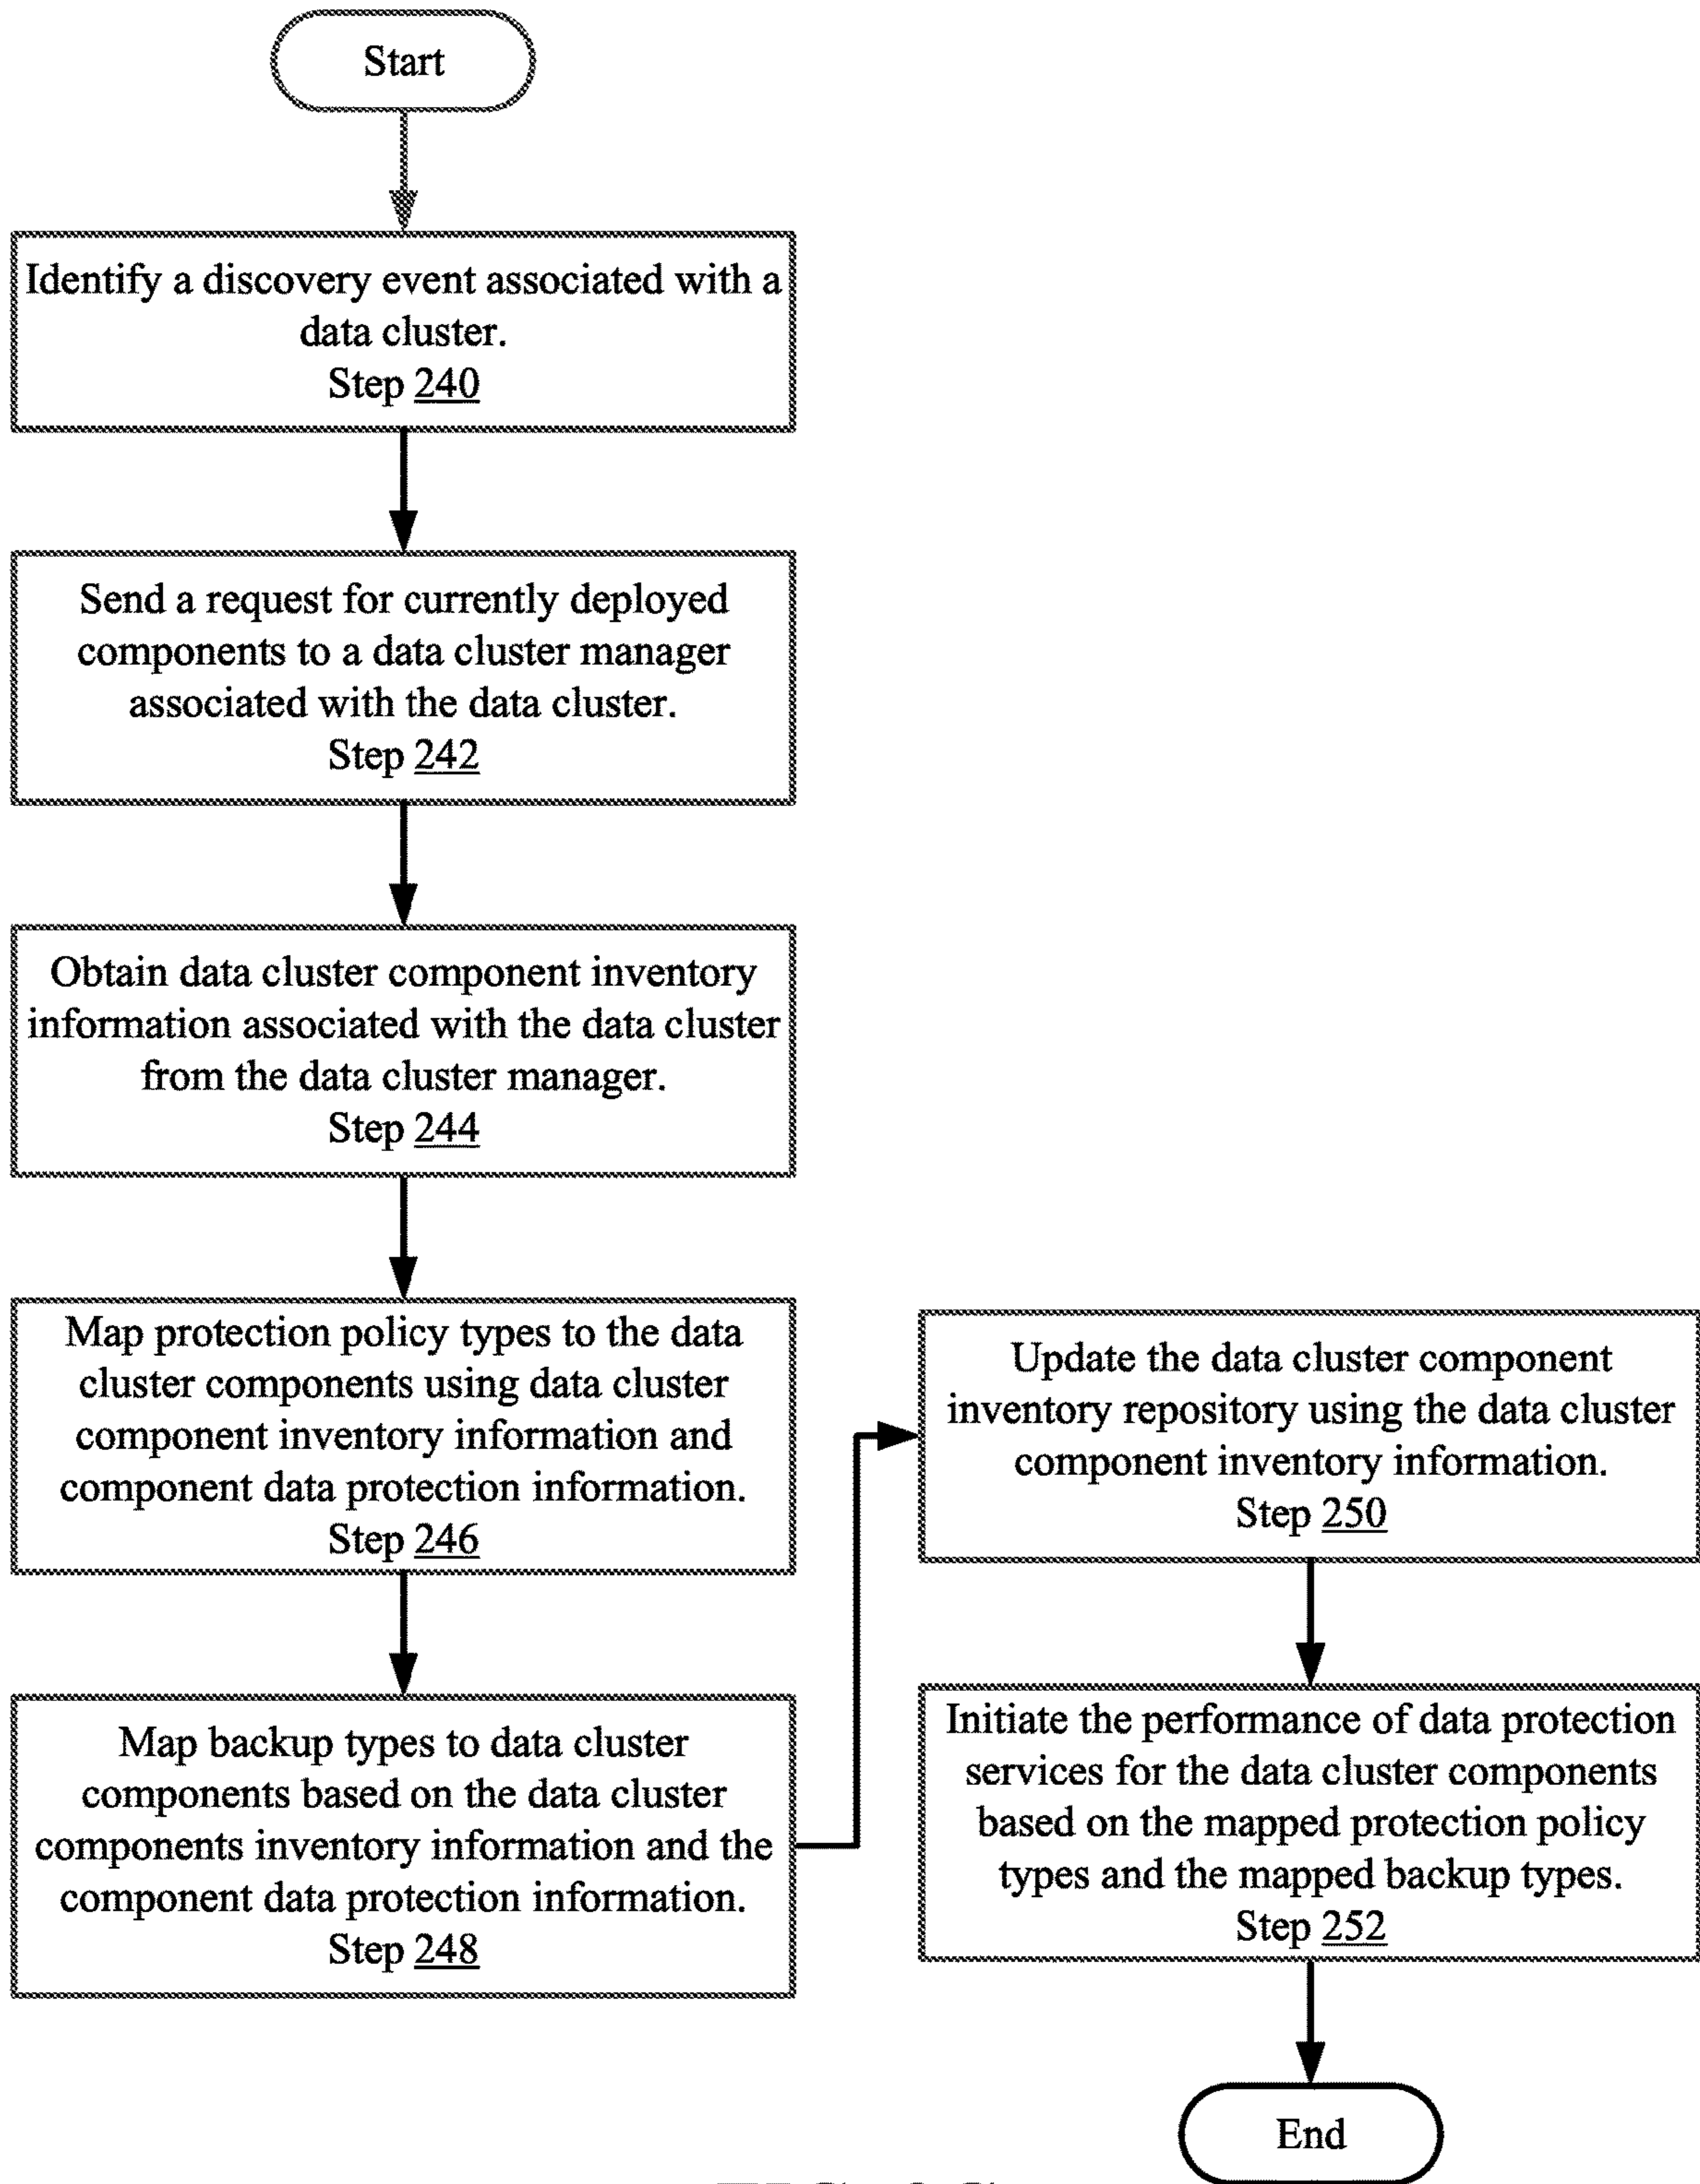 Start
Identify a discovery event associated with a
data cluster.
Step 240
Send a request for currently deployed
components to a data cluster manager
associated with the data cluster.
Step 242
Obtain data cluster component inventory
information associated with the data cluster
from the data cluster manager.
Step 244
Map protection policy types to the data
cluster components using data cluster
component inventory information and
component data protection information.
Step 246
Map backup types to data cluster
components based on the data cluster
components inventory information and the
component data protection information.
Step 248
Update the data cluster component
inventory repository using the data cluster
component inventory information.
Step 250
Initiate the performance of data protection
services for the data cluster components
based on the mapped protection policy
types and the mapped backup types.
Step 252
End